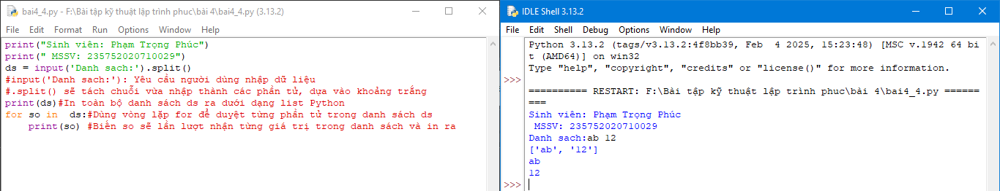 bai4_4.py - F:\Bài tập kỹ thuật lập trình phuc\bài 4\bai4_4.py (3.13.2)
File Edit Format Run Options Window Help
print("Sinh viên: Phạm Trọng Phúc")
print(" MSSV: 235752020710029")
ds = input('Danh sach:').split()
#input('Danh sach:'): Yêu cầu người dùng nhập dữ liệu
#.split() sẽ tách chuỗi vừa nhập thành các phần tử, dựa vào khoảng trắng
print(ds)#In toàn bộ danh sách ds ra dưới dạng list Python
for so in  ds:#Dùng vòng lặp for để duyệt từng phần tử trong danh sách ds
    print(so) #Biến so sẽ lần lượt nhận từng giá trị trong danh sách và in ra
IDLE Shell 3.13.2
File Edit Shell Debug Options Window Help
Python 3.13.2 (tags/v3.13.2:4f8bb39, Feb  4 2025, 15:23:48) [MSC v.1942 64 bi
t (AMD64)] on win32
Type "help", "copyright", "credits" or "license()" for more information.
>>>
========== RESTART: F:\Bài tập kỹ thuật lập trình phuc\bài 4\bai4_4.py ======
===
Sinh viên: Phạm Trọng Phúc
 MSSV: 235752020710029
Danh sach:ab 12
['ab', '12']
ab
12
>>>